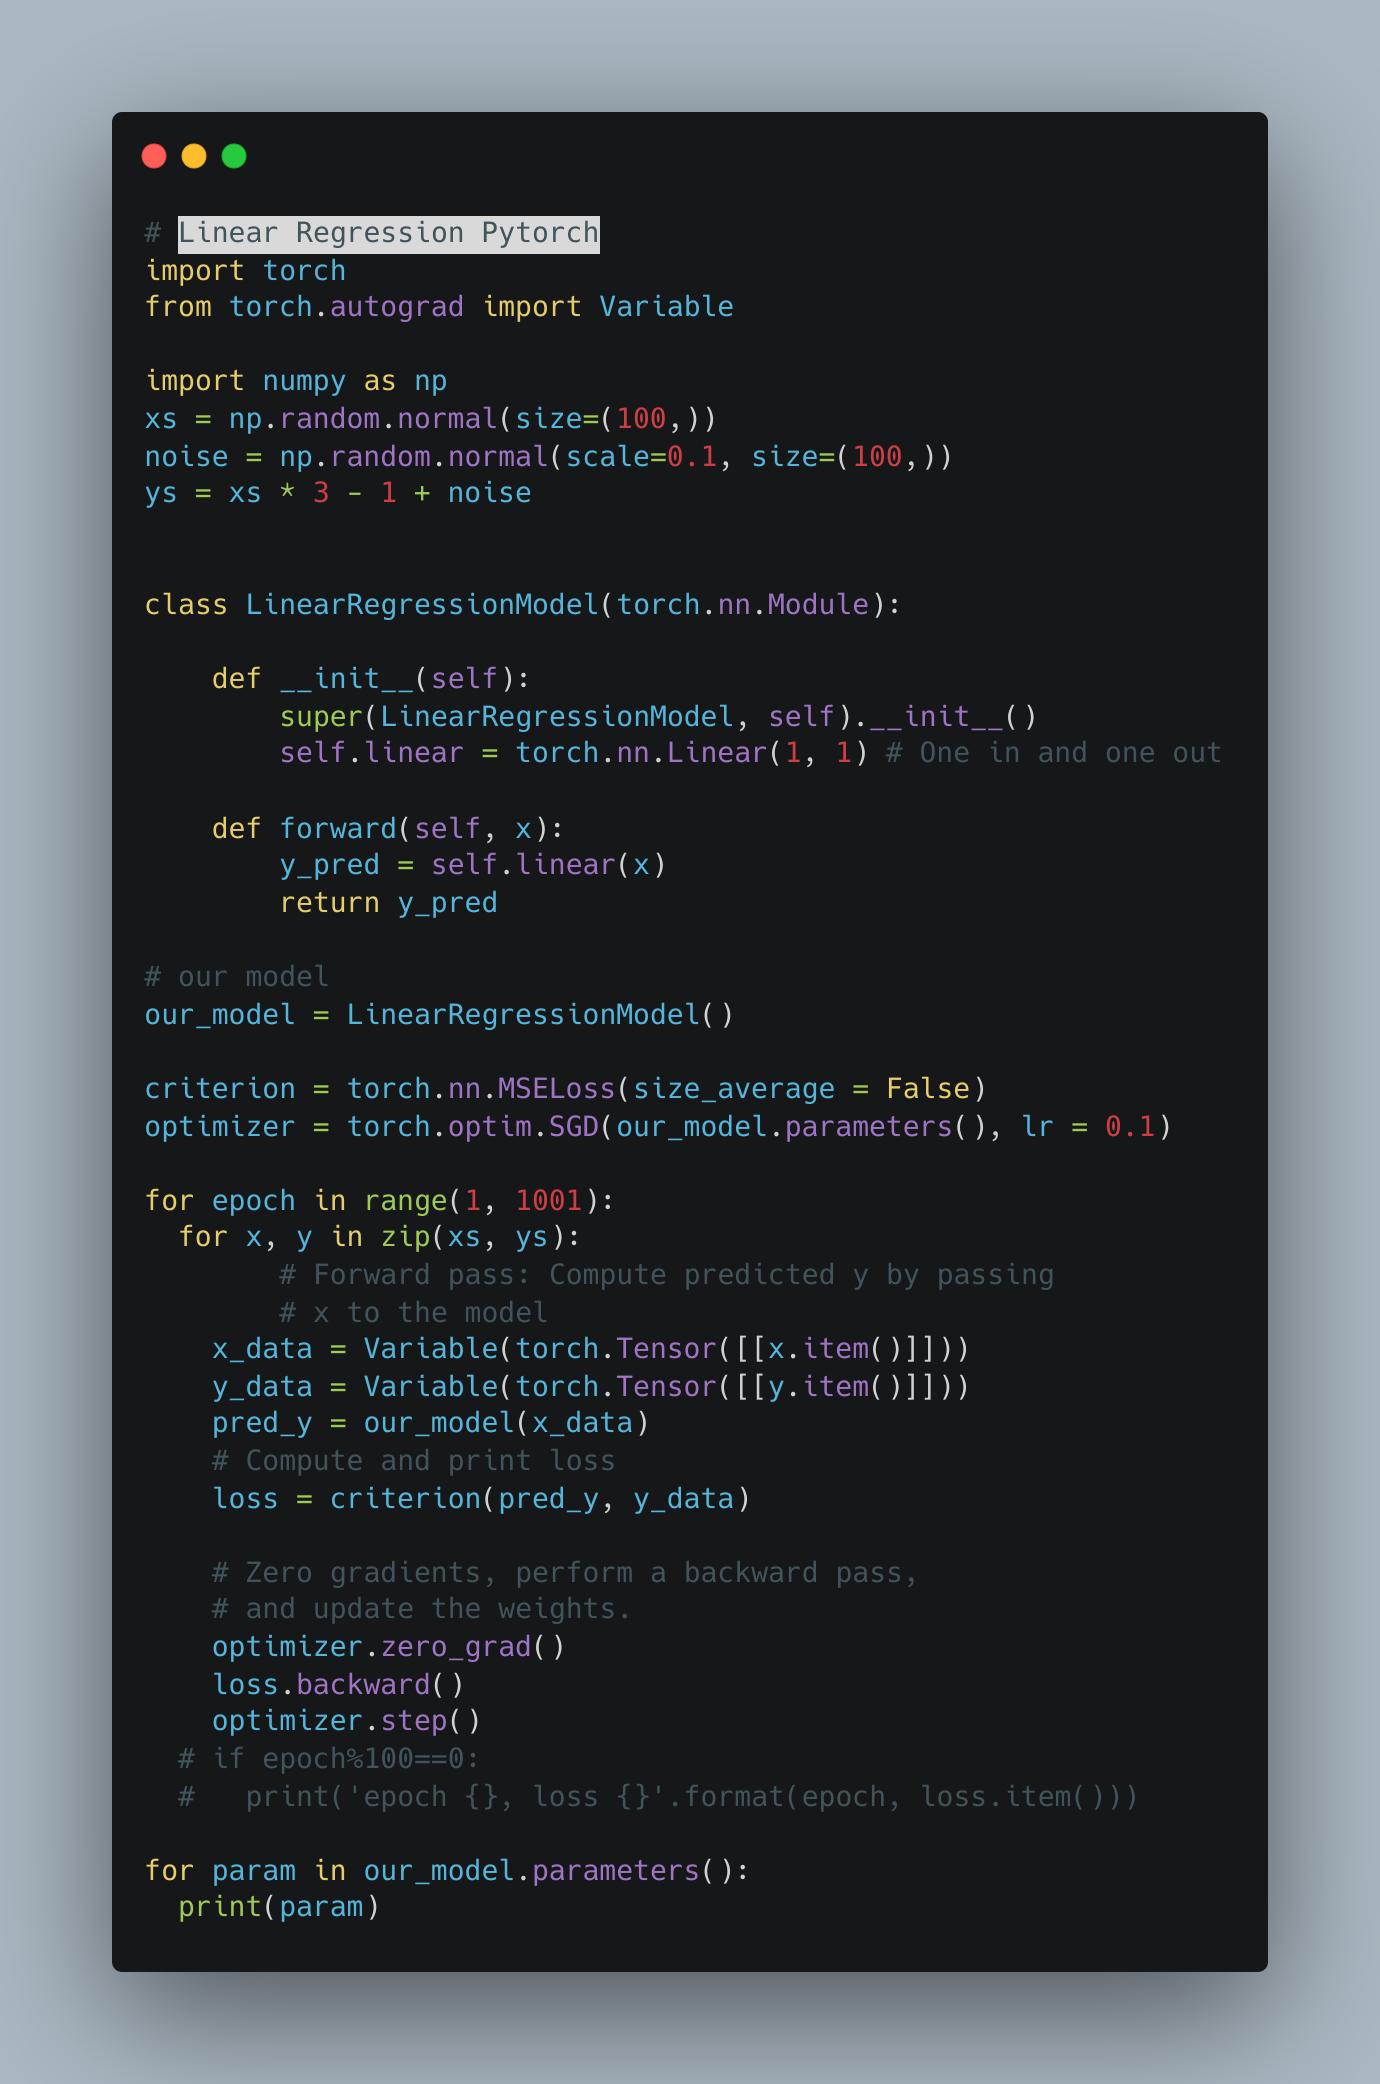 # Linear Regression Pytorch
import torch
from torch.autograd import Variable

import numpy as np
xs = np.random.normal(size=(100,))
noise = np.random.normal(scale=0.1, size=(100,))
ys = xs * 3 - 1 + noise


class LinearRegressionModel(torch.nn.Module):

    def __init__(self):
        super(LinearRegressionModel, self).__init__()
        self.linear = torch.nn.Linear(1, 1) # One in and one out

    def forward(self, x):
        y_pred = self.linear(x)
        return y_pred

# our model
our_model = LinearRegressionModel()

criterion = torch.nn.MSELoss(size_average = False)
optimizer = torch.optim.SGD(our_model.parameters(), lr = 0.1)

for epoch in range(1, 1001):
  for x, y in zip(xs, ys):
        # Forward pass: Compute predicted y by passing
        # x to the model
    x_data = Variable(torch.Tensor([[x.item()]]))
    y_data = Variable(torch.Tensor([[y.item()]]))
    pred_y = our_model(x_data)
    # Compute and print loss
    loss = criterion(pred_y, y_data)

    # Zero gradients, perform a backward pass,
    # and update the weights.
    optimizer.zero_grad()
    loss.backward()
    optimizer.step()
  # if epoch%100==0:
  #   print('epoch {}, loss {}'.format(epoch, loss.item()))

for param in our_model.parameters():
  print(param)